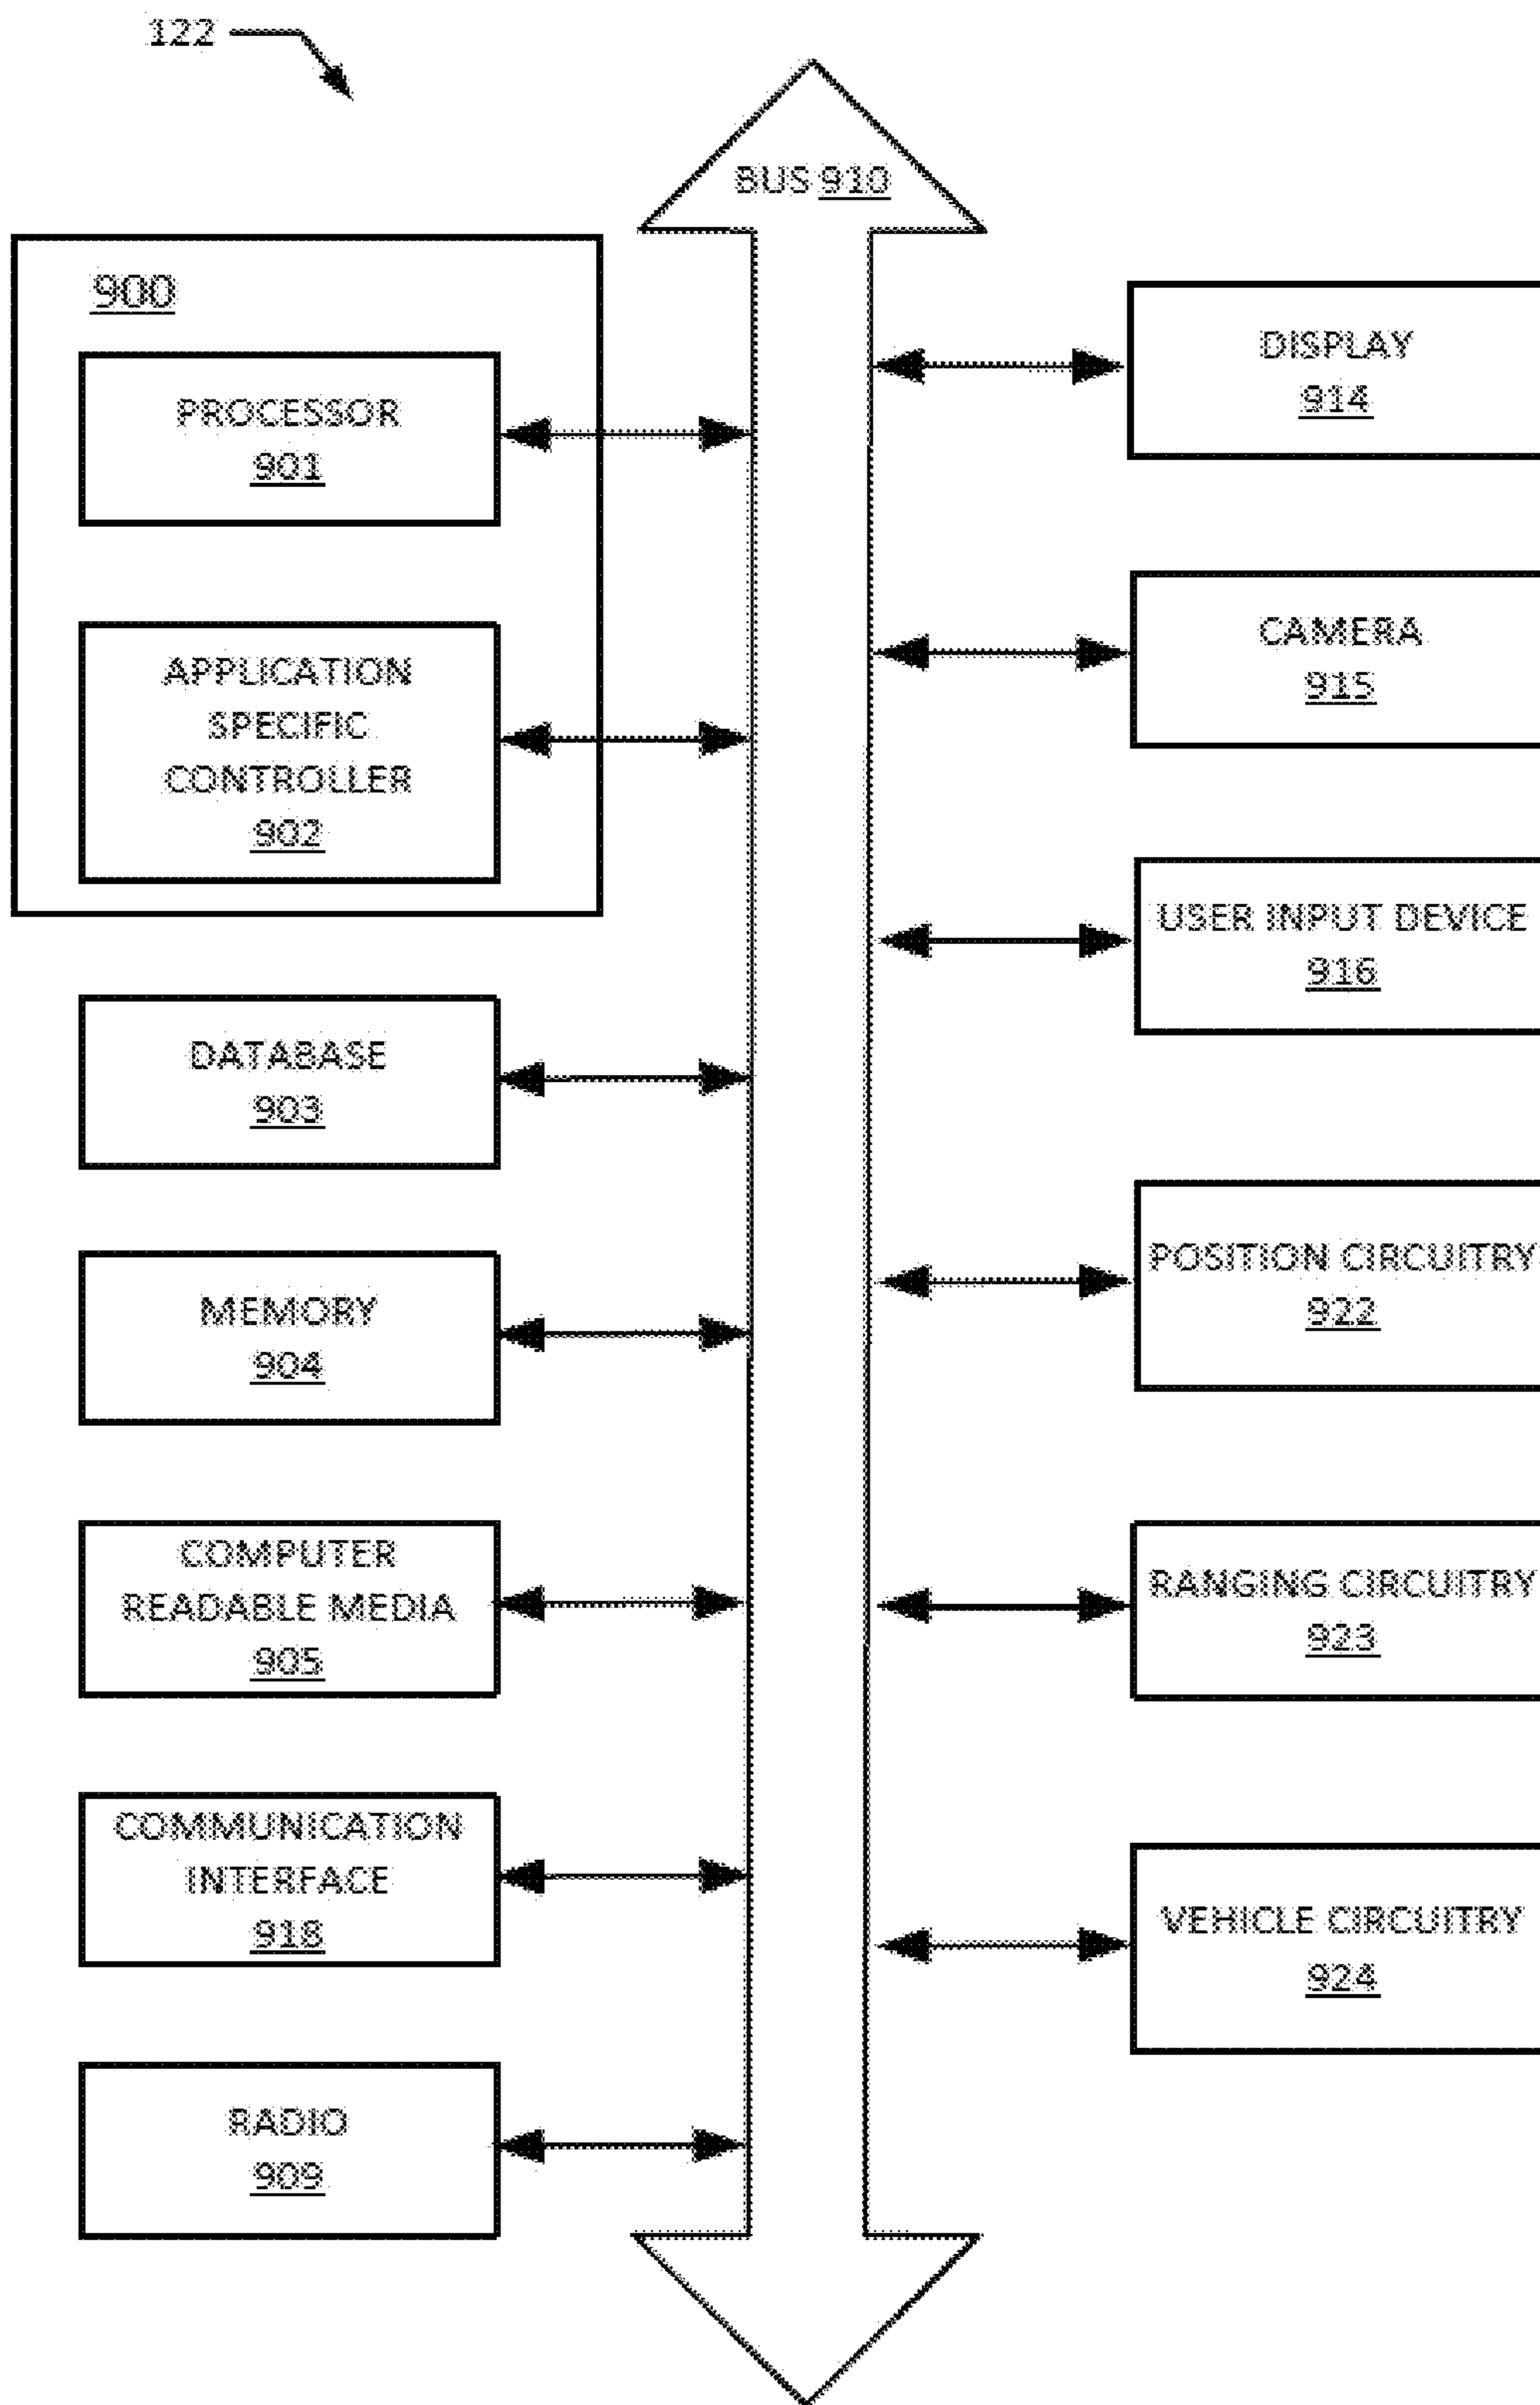 122
BUS 910
900
PROCESSOR
901
APPLICATION
SPECIFIC
CONTROLLER
902
DATABASE
903
MEMORY
904
COMPUTER
READABLE MEDIA
905
COMMUNICATION
INTERFACE
918
RADIO
909
DISPLAY
914
CAMERA
915
USER INPUT DEVICE
916
POSITION CIRCUITRY
922
RANGING CIRCUITRY
923
VEHICLE CIRCUITRY
924